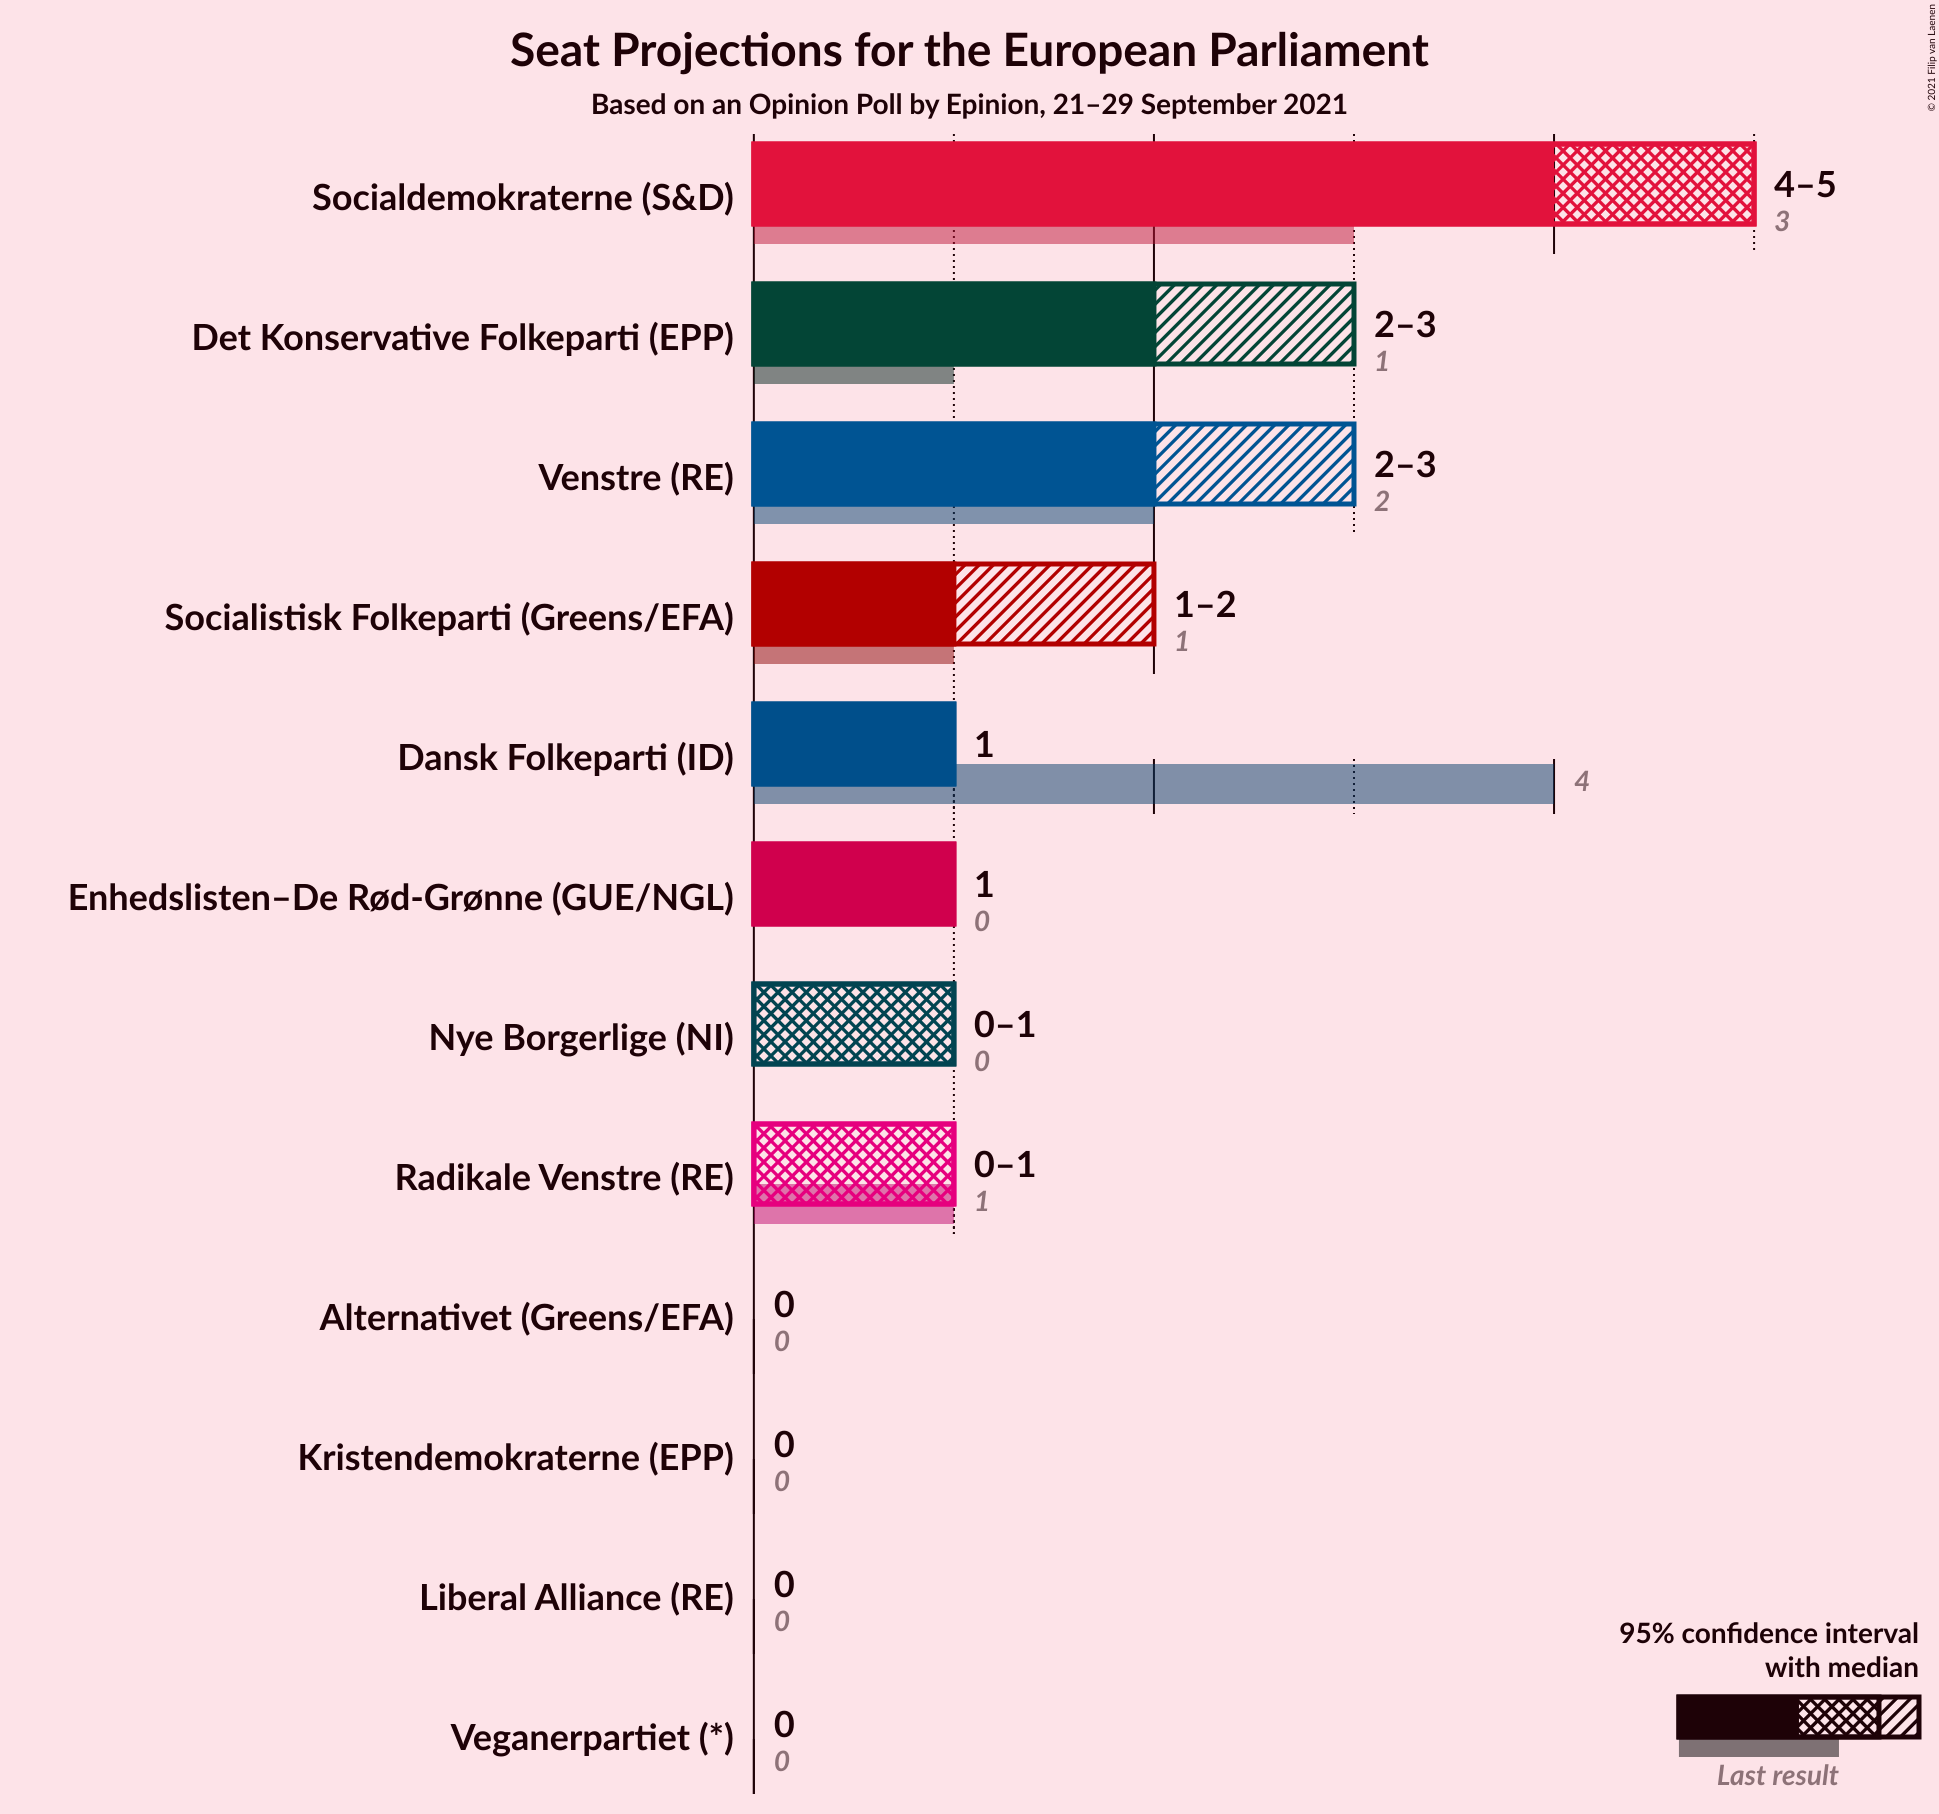 Seat Projections for the European Parliament
Based on an Opinion Poll by Epinion, 21–29 September 2021
© 2021 Filip van Laenen
Socialdemokraterne (S&D)
4–5
3
Det Konservative Folkeparti (EPP)
2–3
1
Venstre (RE)
2–3
2
Socialistisk Folkeparti (Greens/EFA)
1–2
1
Dansk Folkeparti (ID)
1
4
Enhedslisten–De Rød-Grønne (GUE/NGL)
1
0
Nye Borgerlige (NI)
0–1
0
Radikale Venstre (RE)
0–1
1
Alternativet (Greens/EFA)
0
0
Kristendemokraterne (EPP)
0
0
Liberal Alliance (RE)
0
0
Veganerpartiet (*)
0
0
95% confidence interval
with median
Last result